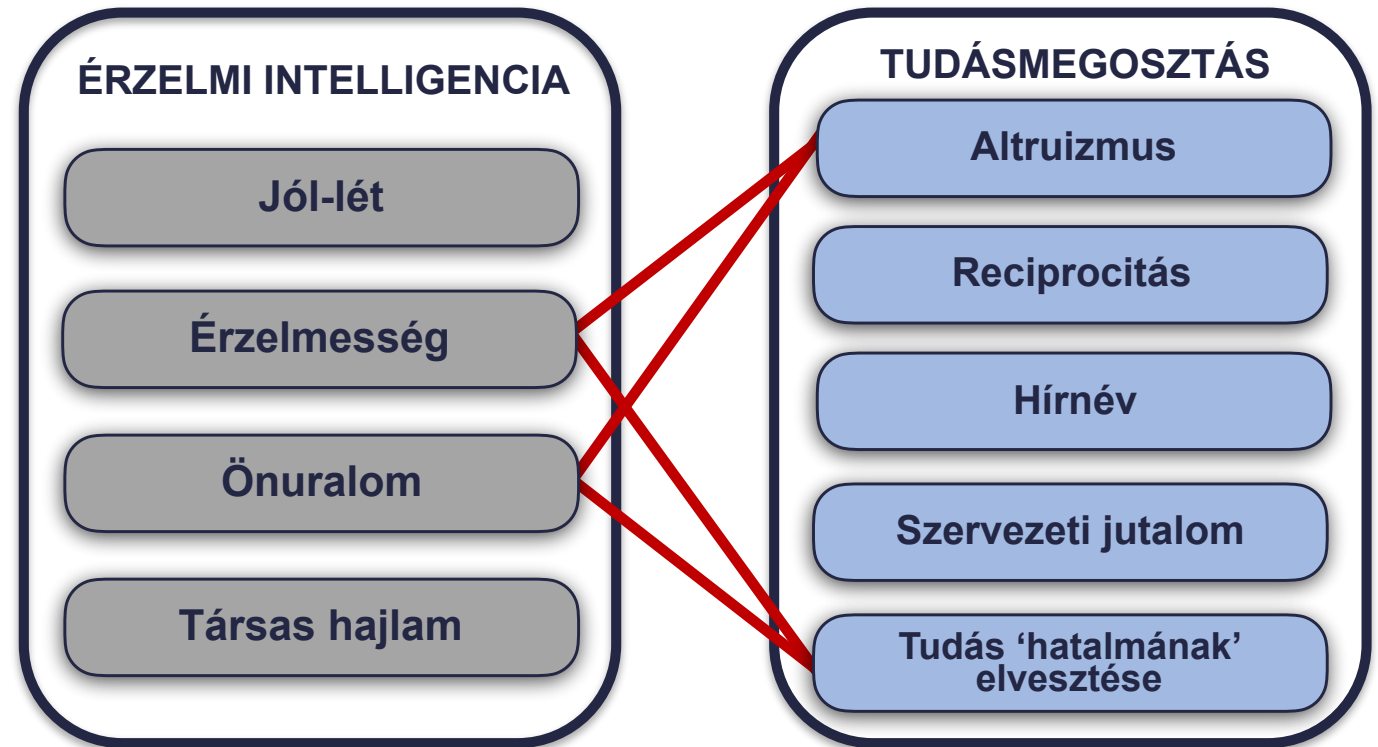 ÉRZELMI INTELLIGENCIA
Jól-lét
Érzelmesség
Önuralom
Társas hajlam
TUDÁSMEGOSZTÁS
Altruizmus
Reciprocitás
Hírnév
Szervezeti jutalom
Tudás ‘hatalmának’
elvesztése